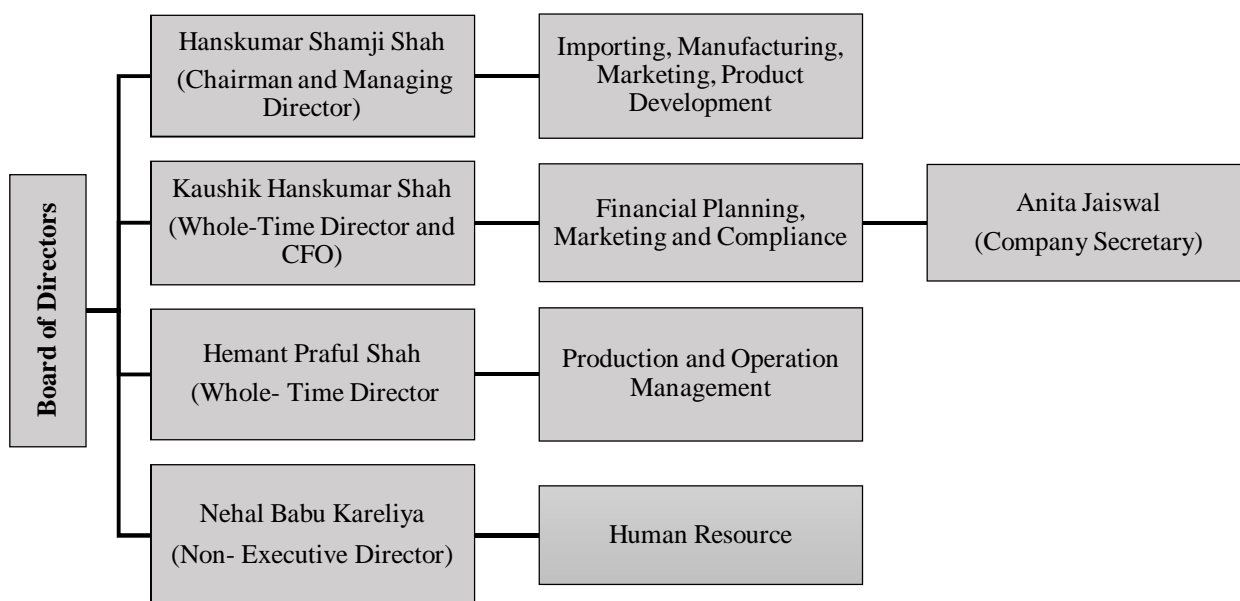 Board of Directors
Hanskumar Shamji Shah
(Chairman and Managing
Director)
Importing, Manufacturing,
Marketing, Product
Development
Kaushik Hanskumar Shah
(Whole-Time Director and
CFO)
Financial Planning,
Marketing and Compliance
Anita Jaiswal
(Company Secretary)
Hemant Praful Shah
(Whole- Time Director
Production and Operation
Management
Nehal Babu Kareliya
(Non- Executive Director)
Human Resource